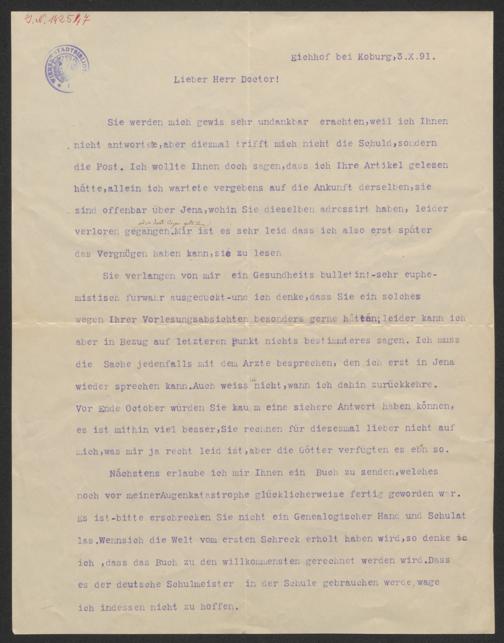 J.N. 142547
WIENER STADTBIBLIOTHEK
Eichhof bei Koburg,3.X.91.
Lieber Herr Doctor!
Sie werden mich gewis sehr undankbar erachten,weil ich Ihnen
nicht antwortete,aber diezmal trifft mich nicht die Schuld,sondern
die Post. Ich wollte Ihnen doch sagen,dass ich Ihre Artikel gelesen
hätte,allein ich wartete vergebens auf die Ankunft derselben,sie
sind offenbar über Jena,wohin Sie dieselben adressirt haben, leider
verloren gegangen.Mir ist es sehr leid dass ich also erst später
das Vergnügen haben kann,sie zu lesen
Sie verlangen von mir ein Gesundheits bulletin!-sehr euphe-
mistisch furwahr ausgedückt-und ich denke,dass Sie ein solches
wegen Ihrer Vorlesungsabsichten besonders gerne hätten;leider kann ich
aber in Bezug auf letzteren Punkt nichts bestimmteres sagen. Ich muss
die Sache jedenfalls mit dem Arzte besprechen, den ich erst in Jena
wieder sprechen kann.Auch weiss ich nicht,wann ich dahin zurückkehre.
Vor Ende October würden Sie kaum eine sichere Antwort haben können,
es ist mithin viel besser,Sie rechnen für diesesmal lieber nicht auf
mich,was mir ja recht leid ist,aber die Götter verfügten es eben so.
Nächstens erlaube ich mir Ihnen ein Buch zu senden,welches
noch vor meinerAugenkatastrophe glücklicherweise fertig geworden war.
Es ist-bitte erschrecken Sie nicht ein Genealogischer Hand und Schulat
las.Wennsich die Welt vom ersten Schreck erholt haben wird,so denke
ich ,dass das Buch zu den willkommensten gerechnet werden wird.Dass
es der deutsche Schulmeister in der Schule gebrauchen werde,wage
ich indessen nicht zu hoffen.